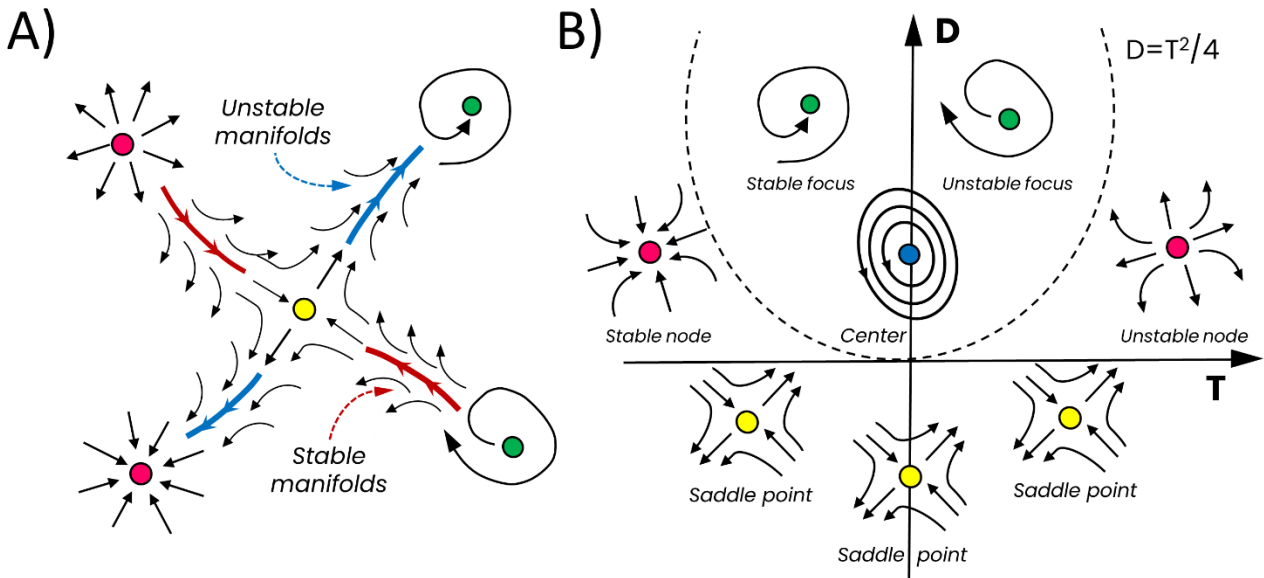 A)
Unstable
manifolds
Stable
manifolds
B)
D
D=T²/4
Stable focus
Unstable focus
Stable node
Center
Unstable node
T
Saddle point
Saddle point
Saddle point